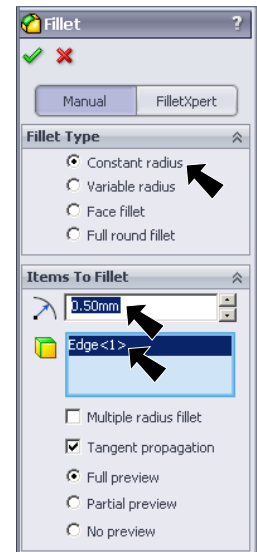 Fillet ?
Manual FilletXpert
Fillet Type
Constant radius
Variable radius
Face fillet
Full round fillet
Items To Fillet
0.50mm
Edge<1>
Multiple radius fillet
Tangent propagation
Full preview
Partial preview
No preview